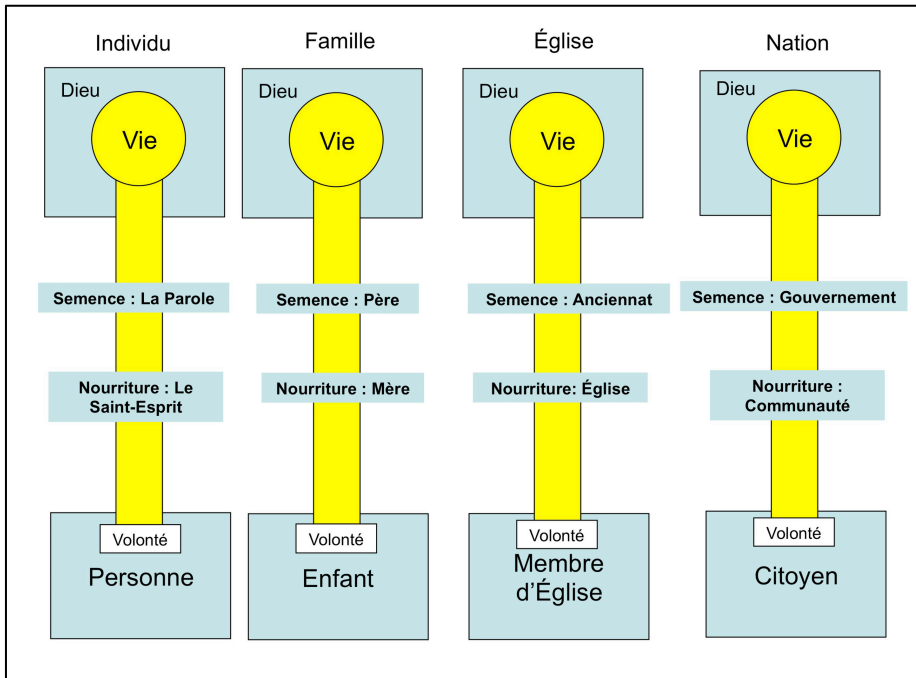 Individu
Famille
Église
Nation
Dieu
Dieu
Dieu
Dieu
Vie
Vie
Vie
Vie
Semence : La Parole
Semence : Père
Semence : Anciennat
Semence : Gouvernement
Nourriture : Le
Saint-Esprit
Nourriture : Mère
Nourriture: Église
Nourriture :
Communauté
Volonté
Volonté
Volonté
Volonté
Personne
Enfant
Membre
d’Église
Citoyen